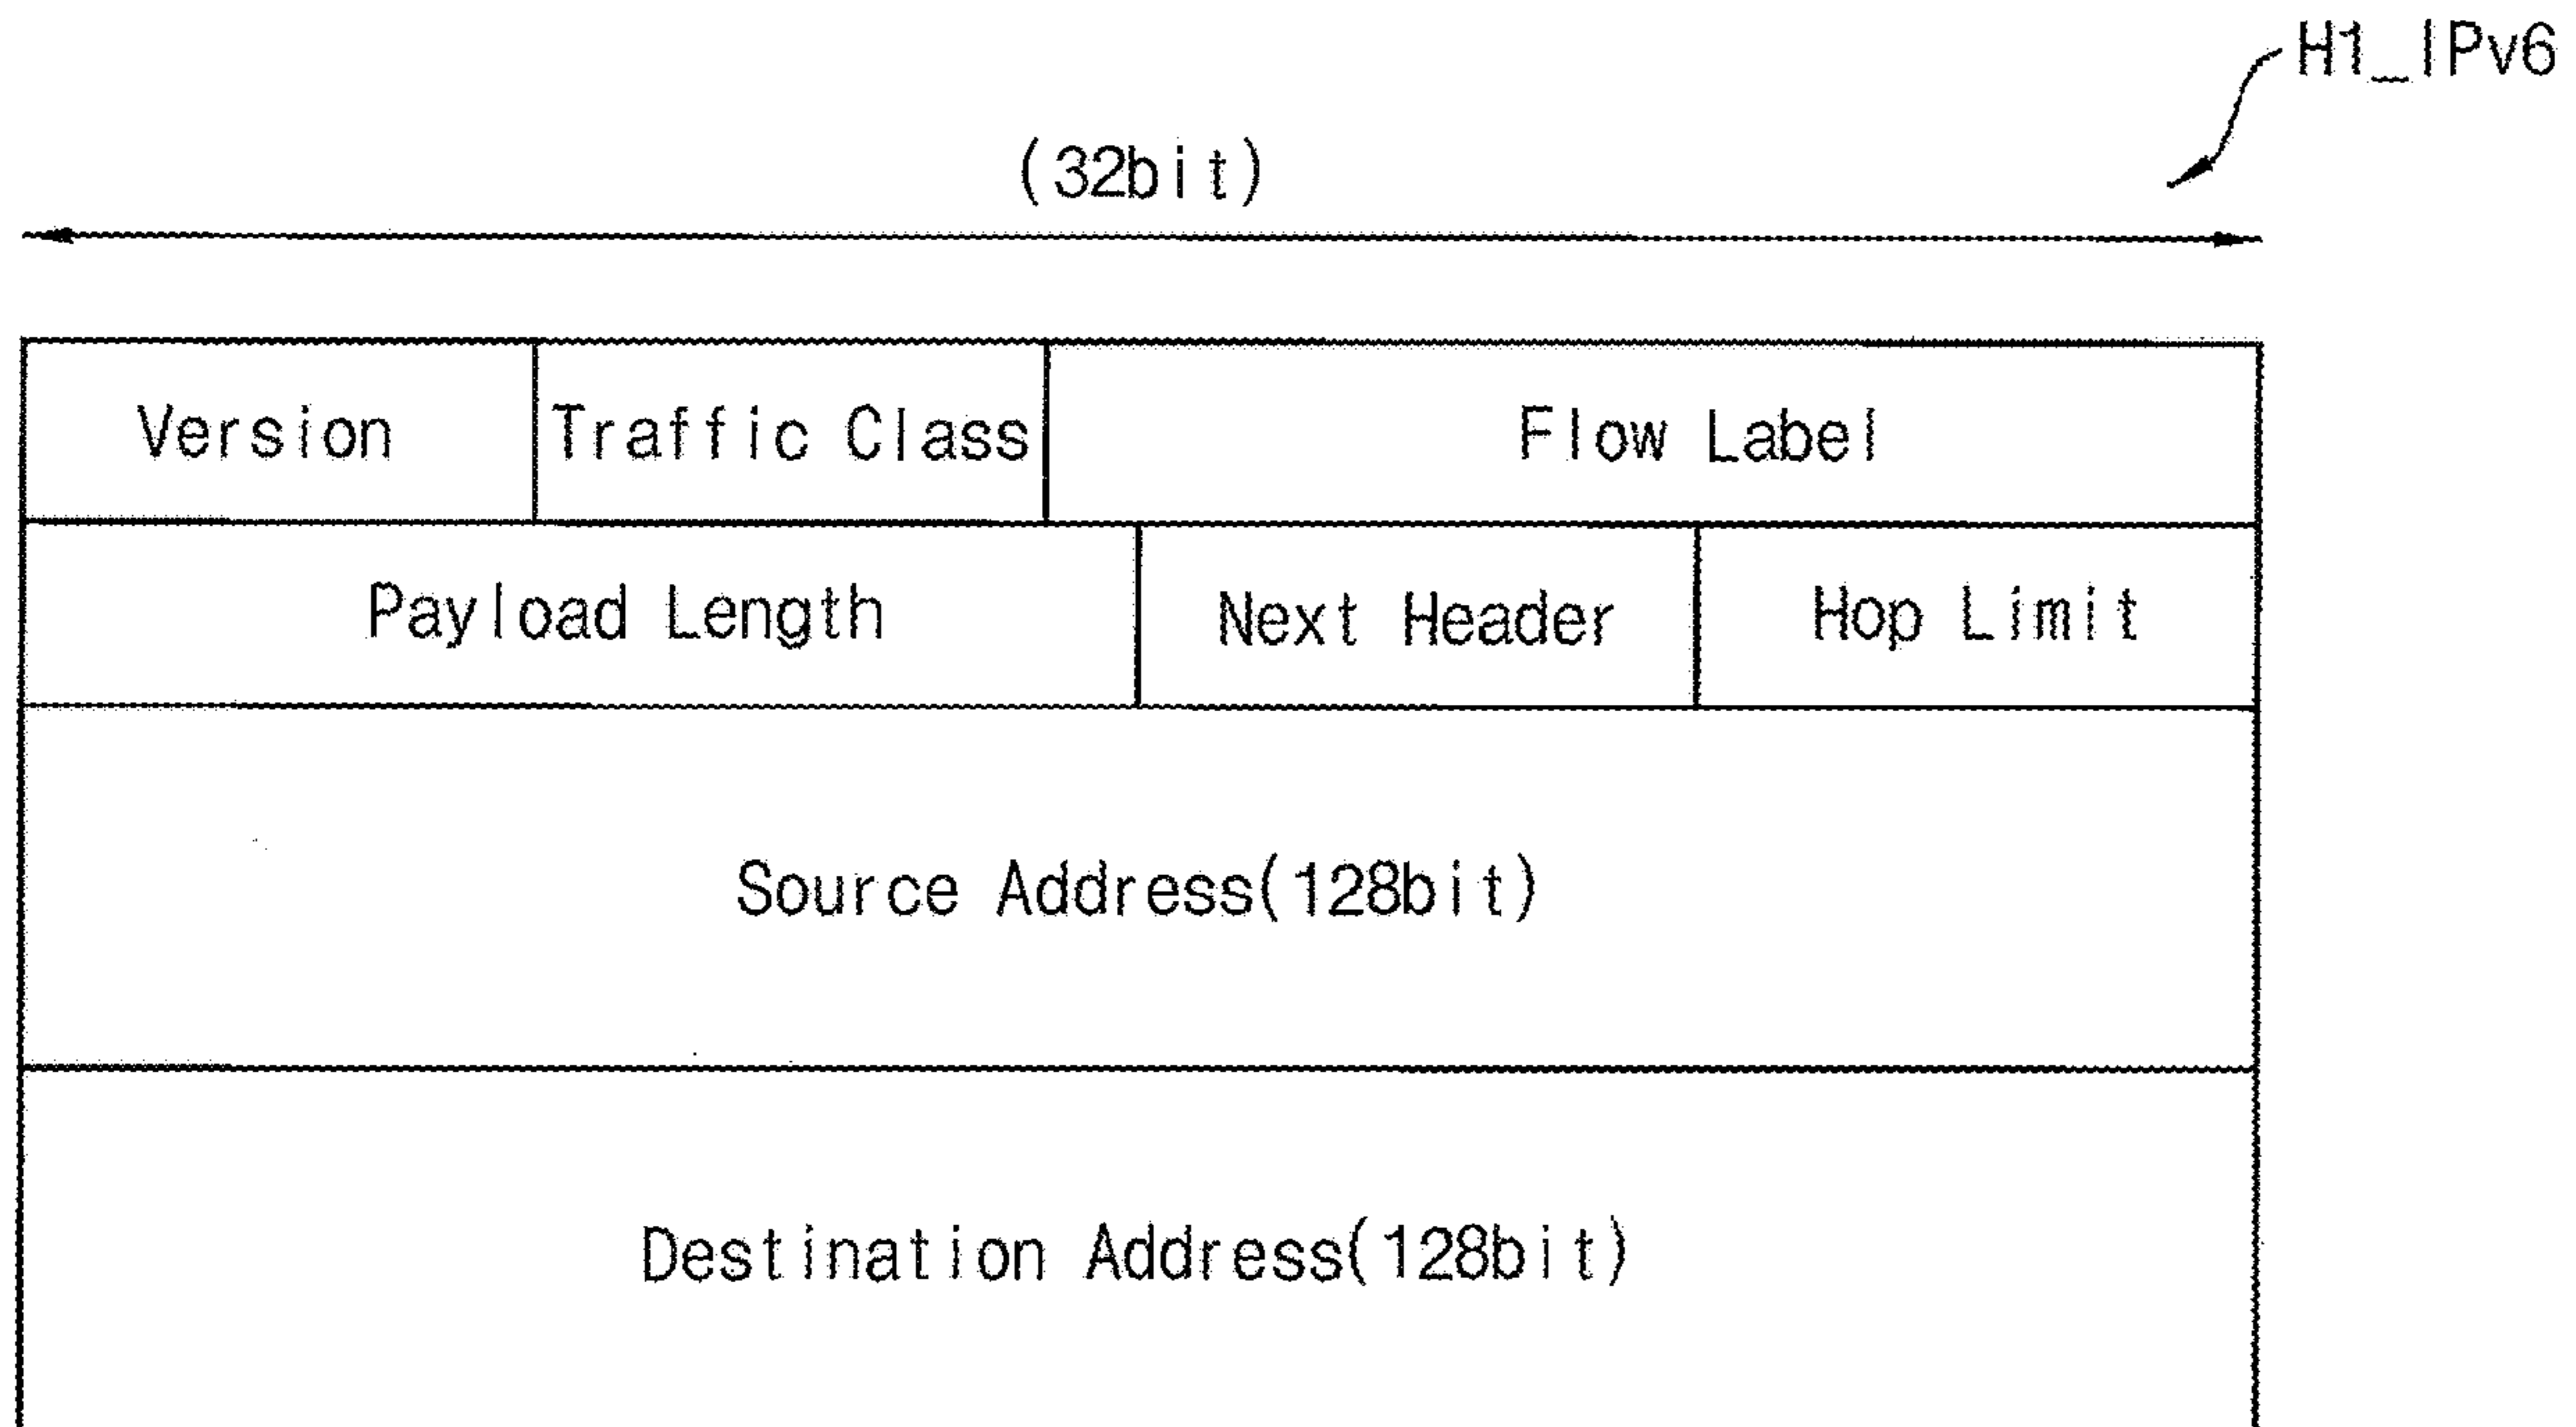 H1_IPv6
(32bit)
Version
Traffic Class
Flow Label
Payload Length
Next Header
Hop Limit
Source Address(128bit)
Destination Address(128bit)